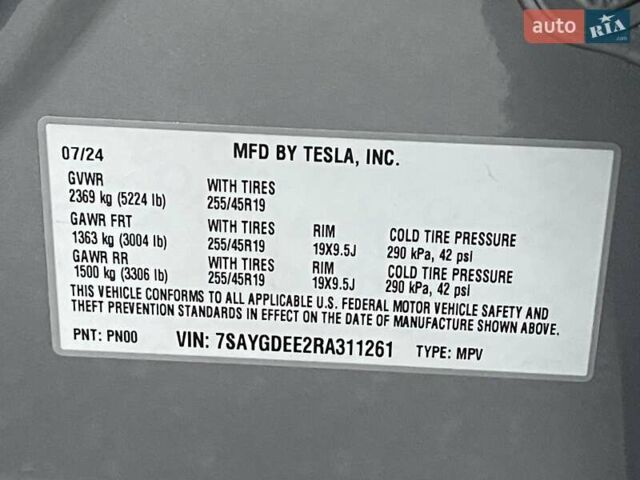 auto RIA .com
07/24 MFD BY TESLA, INC.
GVWR WITH TIRES
2369 kg (5224 lb) 255/45R19
GAWR FRT WITH TIRES RIM COLD TIRE PRESSURE
1363 kg (3004 lb) 255/45R19 19X9.5J 290 kPa, 42 psi
GAWR RR WITH TIRES RIM COLD TIRE PRESSURE
1500 kg (3306 lb) 255/45R19 19X9.5J 290 kPa, 42 psi
THIS VEHICLE CONFORMS TO ALL APPLICABLE U.S. FEDERAL MOTOR VEHICLE SAFETY AND
THEFT PREVENTION STANDARDS IN EFFECT ON THE DATE OF MANUFACTURE SHOWN ABOVE.
PNT: PN00 VIN: 7SAYGDEE2RA311261 TYPE: MPV